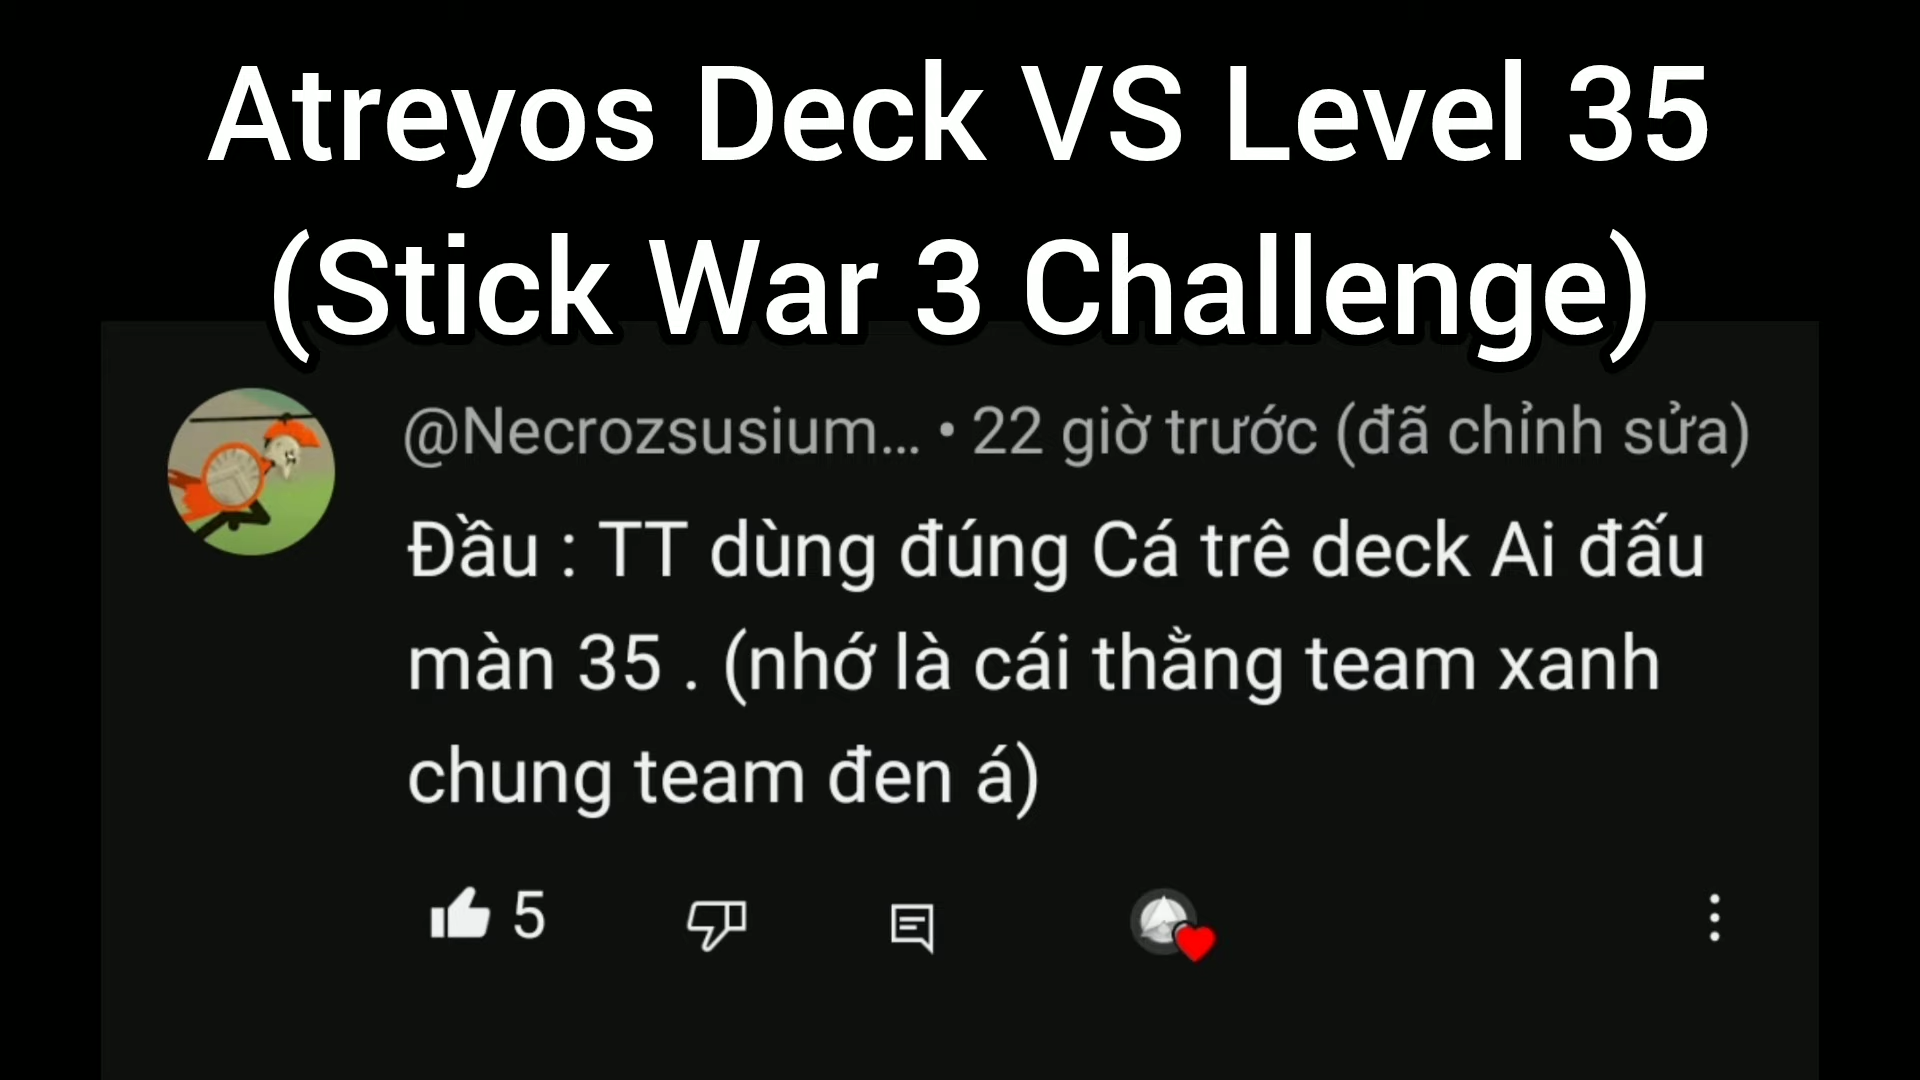 Atreyos Deck VS Level 35
(Stick War 3 Challenge)
@Necrozsusium... • 22 giờ trước (đã chỉnh sửa)
Đầu : TT dùng đúng Cá trê deck Ai đấu
màn 35 . (nhớ là cái thằng team xanh
chung team đen á)
5